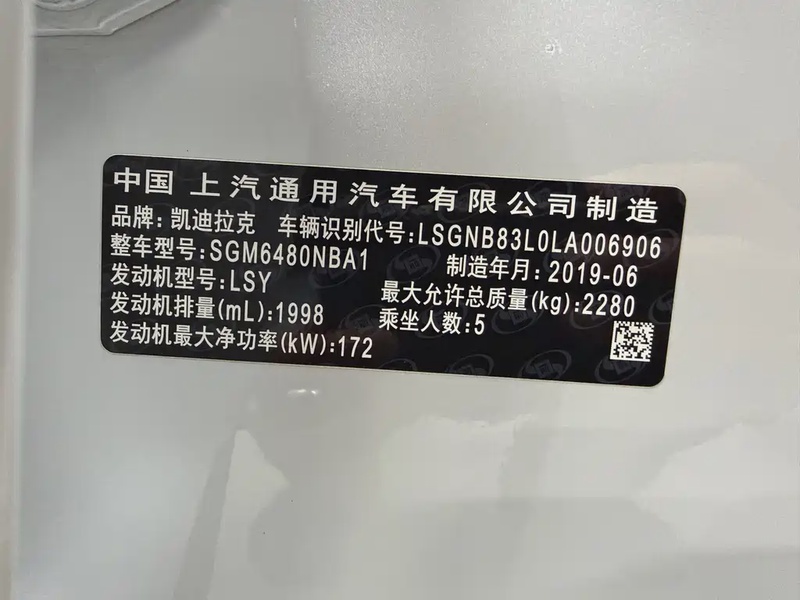 中国 上汽通用汽车有限公司制造
品牌: 凯迪拉克 车辆识别代号:LSGNB83L0LA006906
整车型号:SGM6480NBA1 制造年月:2019-06
发动机型号:LSY 最大允许总质量(kg):2280
发动机排量(mL):1998 乘坐人数:5
发动机最大净功率(kW):172